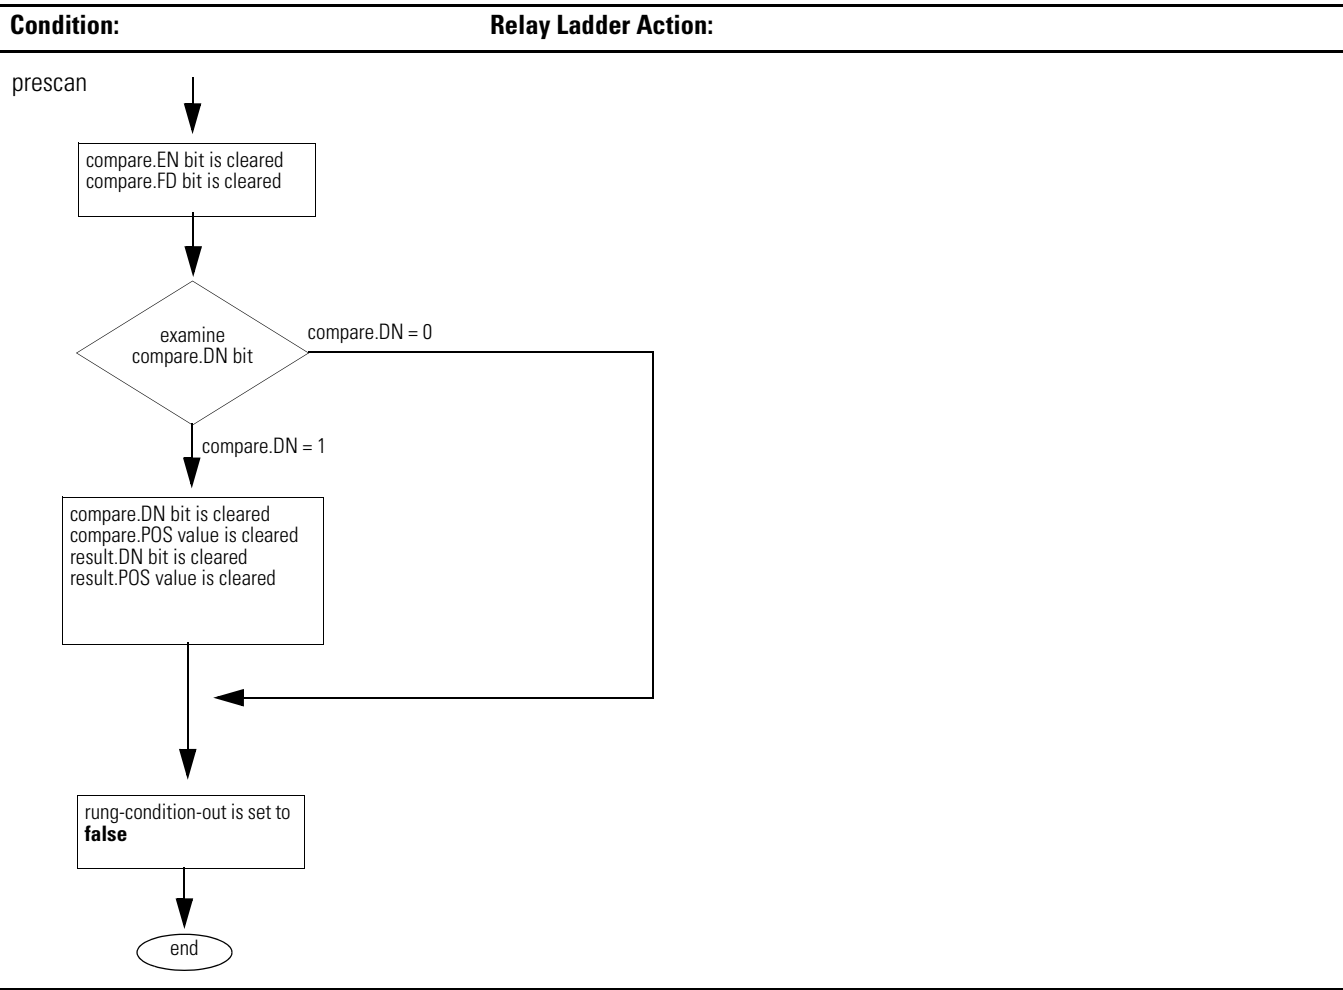 Condition:
Relay Ladder Action:
prescan
compare.EN bit is cleared
compare.FD bit is cleared
examine
compare.DN bit
compare.DN = 0
compare.DN = 1
compare.DN bit is cleared
compare.POS value is cleared
result.DN bit is cleared
result.POS value is cleared
rung-condition-out is set to
false
end